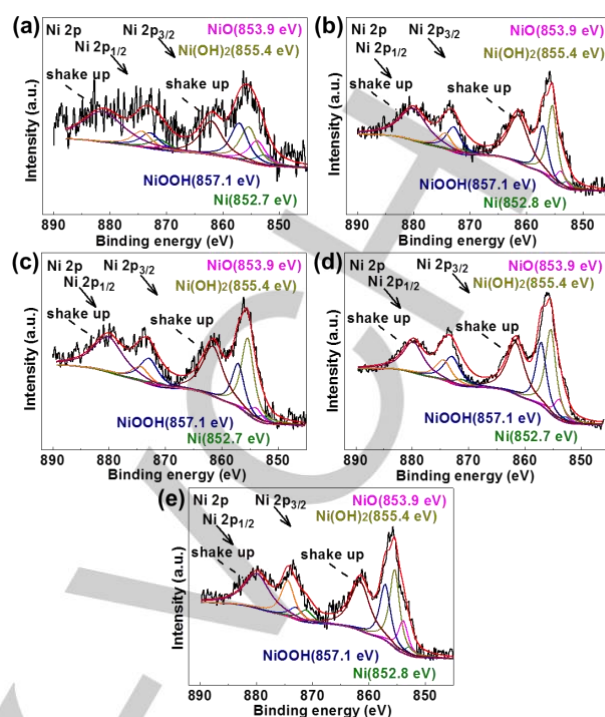 (a)
Ni 2p
Ni 2p3/2
NiO(853.9 eV)
Ni 2p1/2
Ni(OH)2(855.4 eV)
shake up
shake up
NiOOH(857.1 eV)
Ni(852.7 eV)
Intensity (a.u.)
890 880 870 860 850
Binding energy (eV)
(b)
Ni 2p
Ni 2p3/2
NiO(853.9 eV)
Ni 2p1/2
Ni(OH)2(855.4 eV)
shake up
shake up
NiOOH(857.1 eV)
Ni(852.8 eV)
Intensity (a.u.)
890 880 870 860 850
Binding energy (eV)
(c)
Ni 2p
Ni 2p3/2
NiO(853.9 eV)
Ni 2p1/2
Ni(OH)2(855.4 eV)
shake up
shake up
NiOOH(857.1 eV)
Ni(852.7 eV)
Intensity (a.u.)
890 880 870 860 850
Binding energy (eV)
(d)
Ni 2p
Ni 2p3/2
NiO(853.9 eV)
Ni 2p1/2
Ni(OH)2(855.4 eV)
shake up
shake up
NiOOH(857.1 eV)
Ni(852.7 eV)
Intensity (a.u.)
890 880 870 860 850
Binding energy (eV)
(e)
Ni 2p
Ni 2p3/2
NiO(853.9 eV)
Ni 2p1/2
Ni(OH)2(855.4 eV)
shake up
shake up
NiOOH(857.1 eV)
Ni(852.8 eV)
Intensity (a.u.)
890 880 870 860 850
Binding energy (eV)